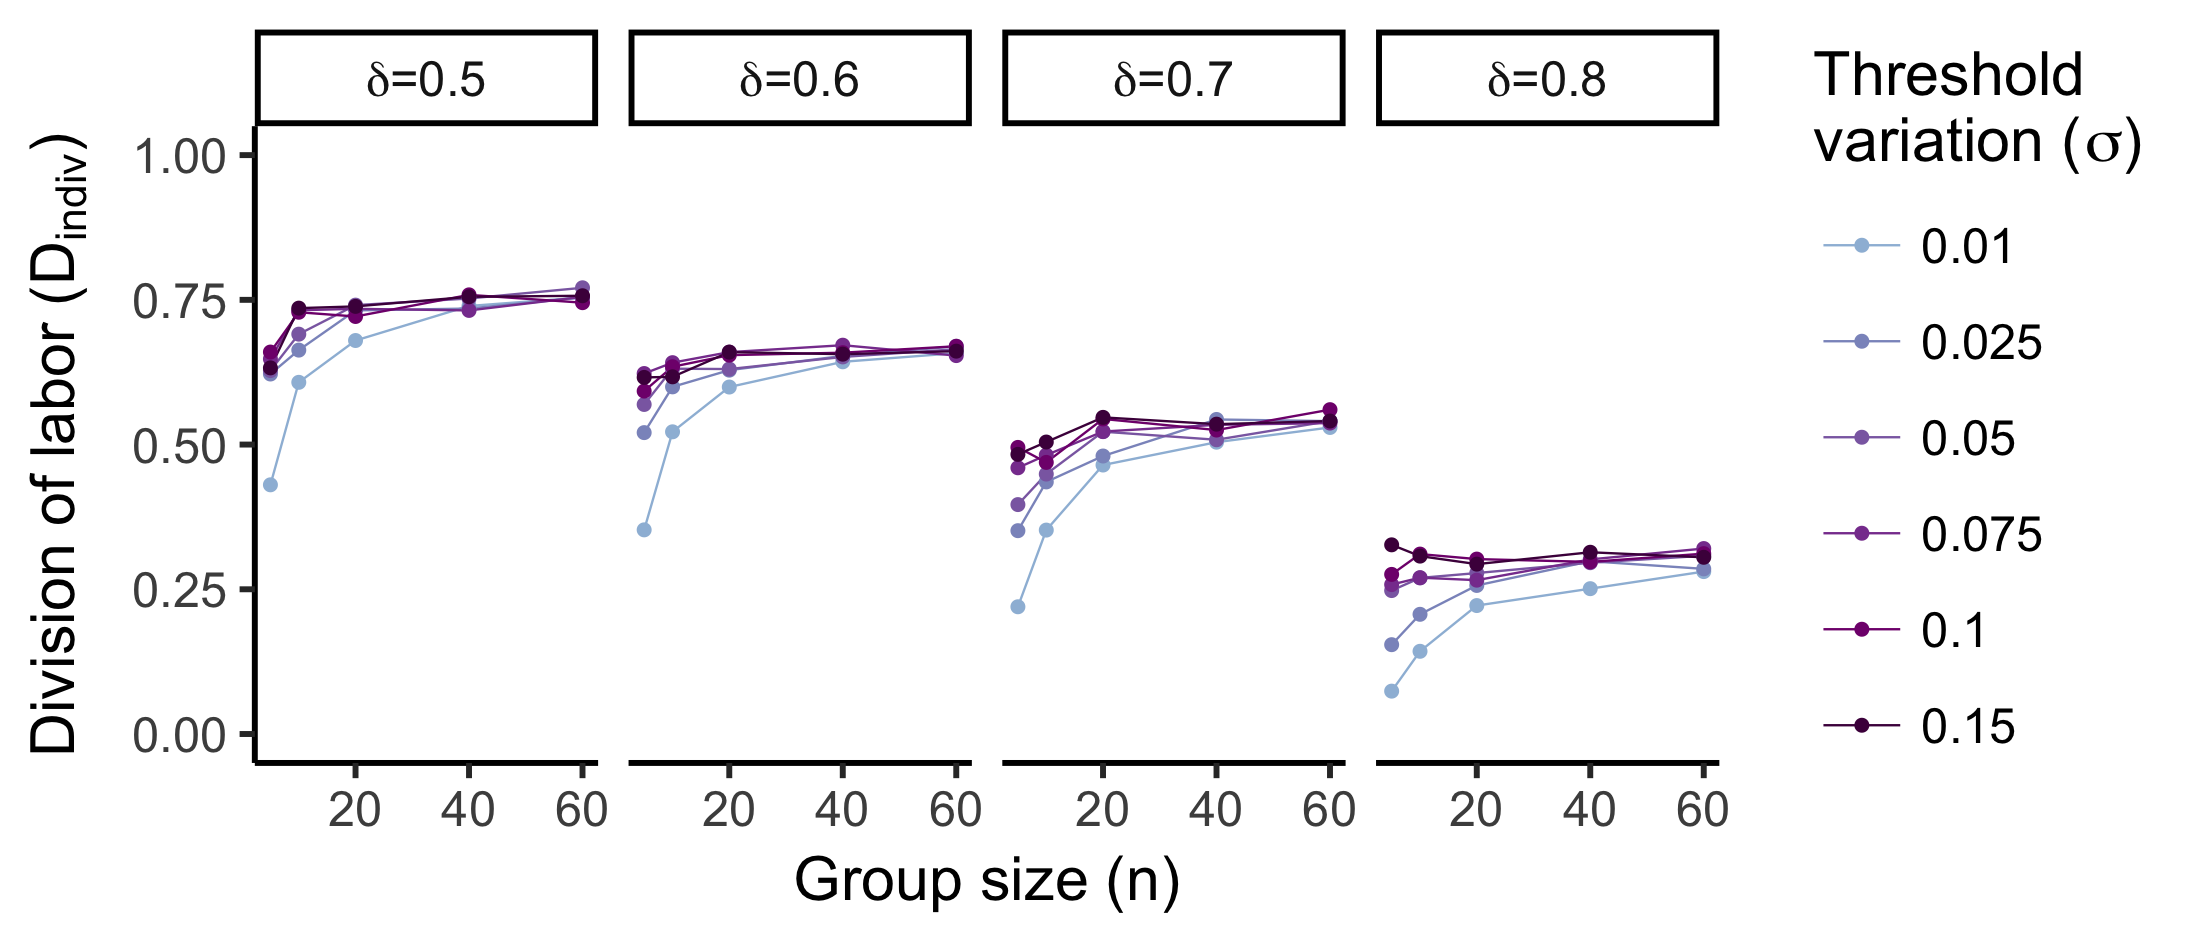 δ=0.5 δ=0.6 δ=0.7 δ=0.8
Division of labor (Dindiv)
1.00
0.75
0.50
0.25
0.00
20 40 60 20 40 60 20 40 60 20 40 60
Group size (n)
Threshold
variation (σ)
0.01
0.025
0.05
0.075
0.1
0.15